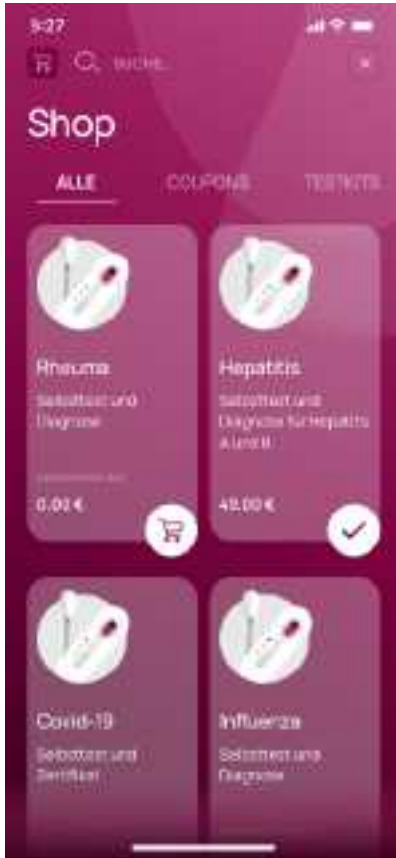 9:27
SUCHE...
Shop
ALLE COUPONS TESTKITS
Rheuma
Selbsttest und
Diagnose
0.00 €
Hepatitis
Selbsttest und
Diagnose für Hepatitis
A und B
49.00 €
Covid-19
Selbsttest und
Zertifikat
Influenza
Selbsttest und
Diagnose